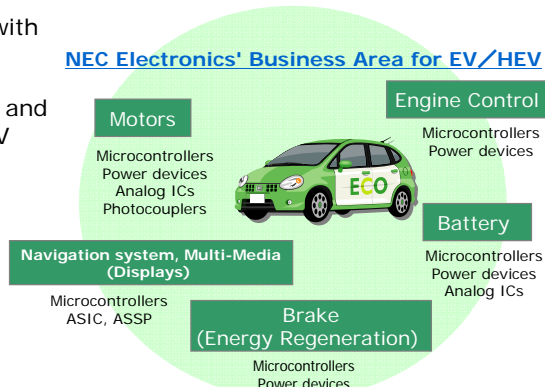 with
and
V
NEC Electronics' Business Area for EV／HEV
Motors
Microcontrollers
Power devices
Analog ICs
Photocouplers
Engine Control
Microcontrollers
Power devices
ECO
Battery
Microcontrollers
Power devices
Analog ICs
Navigation system, Multi-Media
(Displays)
Microcontrollers
ASIC, ASSP
Brake
(Energy Regeneration)
Microcontrollers
Power devices